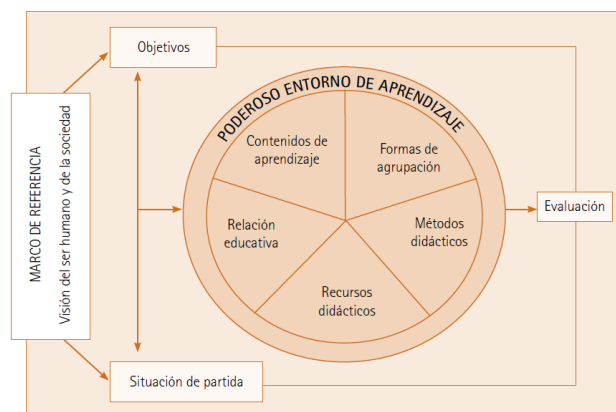 Objetivos
MARCO DE REFERENCIA
Visión del ser humano y de la sociedad
PODEROSO ENTORNO DE APRENDIZAJE
Contenidos de
aprendizaje
Formas de
agrupación
Relación
educativa
Métodos
didácticos
Recursos
didácticos
Evaluación
Situación de partida